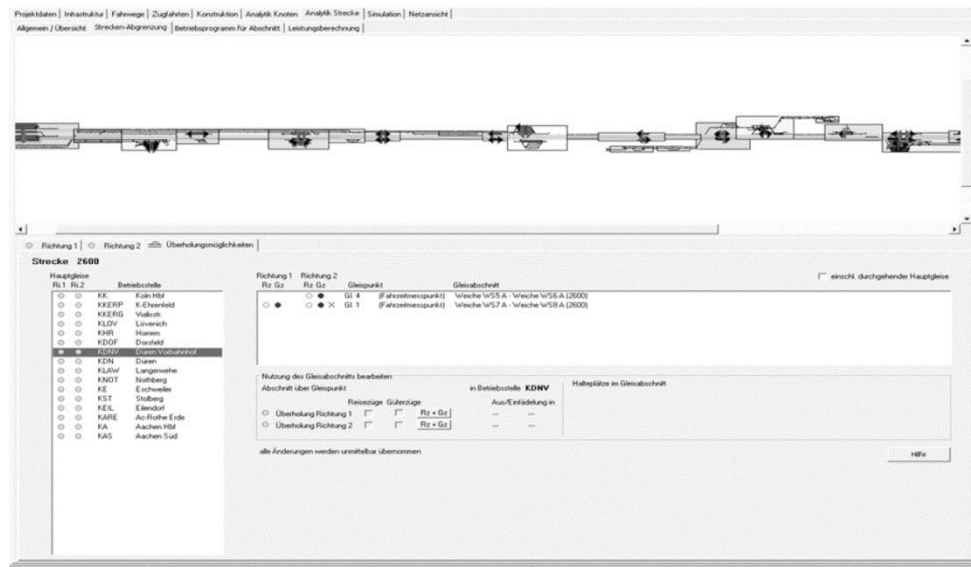 Projektdaten | Infrastruktur | Fahrwege | Zugfahrten | Konstruktion | Analytik Knoten | Analytik Strecke | Simulation | Netzansicht
Allgemein / Übersicht Strecken-Abgrenzung | Betriebsprogramm für Abschnitt | Leistungsberechnung
Richtung 1 | Richtung 2 Überholungsmöglichkeiten
Strecke 2600
Hauptgleise
Ri.1 Ri.2 Betriebsstelle
KK Köln Hbf
KKERP K-Ehrenfeld
KKERG Vialistr.
KLOV Lövenich
KHR Horrem
KDOF Dorsfeld
KDNV Düren Vorbahnhof
KDN Düren
KLAW Langerwehe
KNOT Nothberg
KE Eschweiler
KST Stolberg
KEIL Eilendorf
KARE Ac-Rothe Erde
KA Aachen Hbf
KAS Aachen Süd
Richtung 1 Richtung 2
Rz Gz Rz Gz Gleispunkt Gleisabschnitt
einschl. durchgehender Hauptgleise
Gl. 4 (Fahrzeitmesspunkt) Weiche WS5 A - Weiche WS6 A (2600)
X Gl. 1 (Fahrzeitmesspunkt) Weiche WS7 A - Weiche WS8 A (2600)
Nutzung des Gleisabschnitts bearbeiten
Abschnitt über Gleispunkt in Betriebsstelle KDNV Halteplätze im Gleisabschnitt
Reisezüge Güterzüge Aus/Einfädelung in
Überholung Richtung 1 Rz + Gz --- ---
Überholung Richtung 2 Rz + Gz --- ---
alle Änderungen werden unmittelbar übernommen
Hilfe